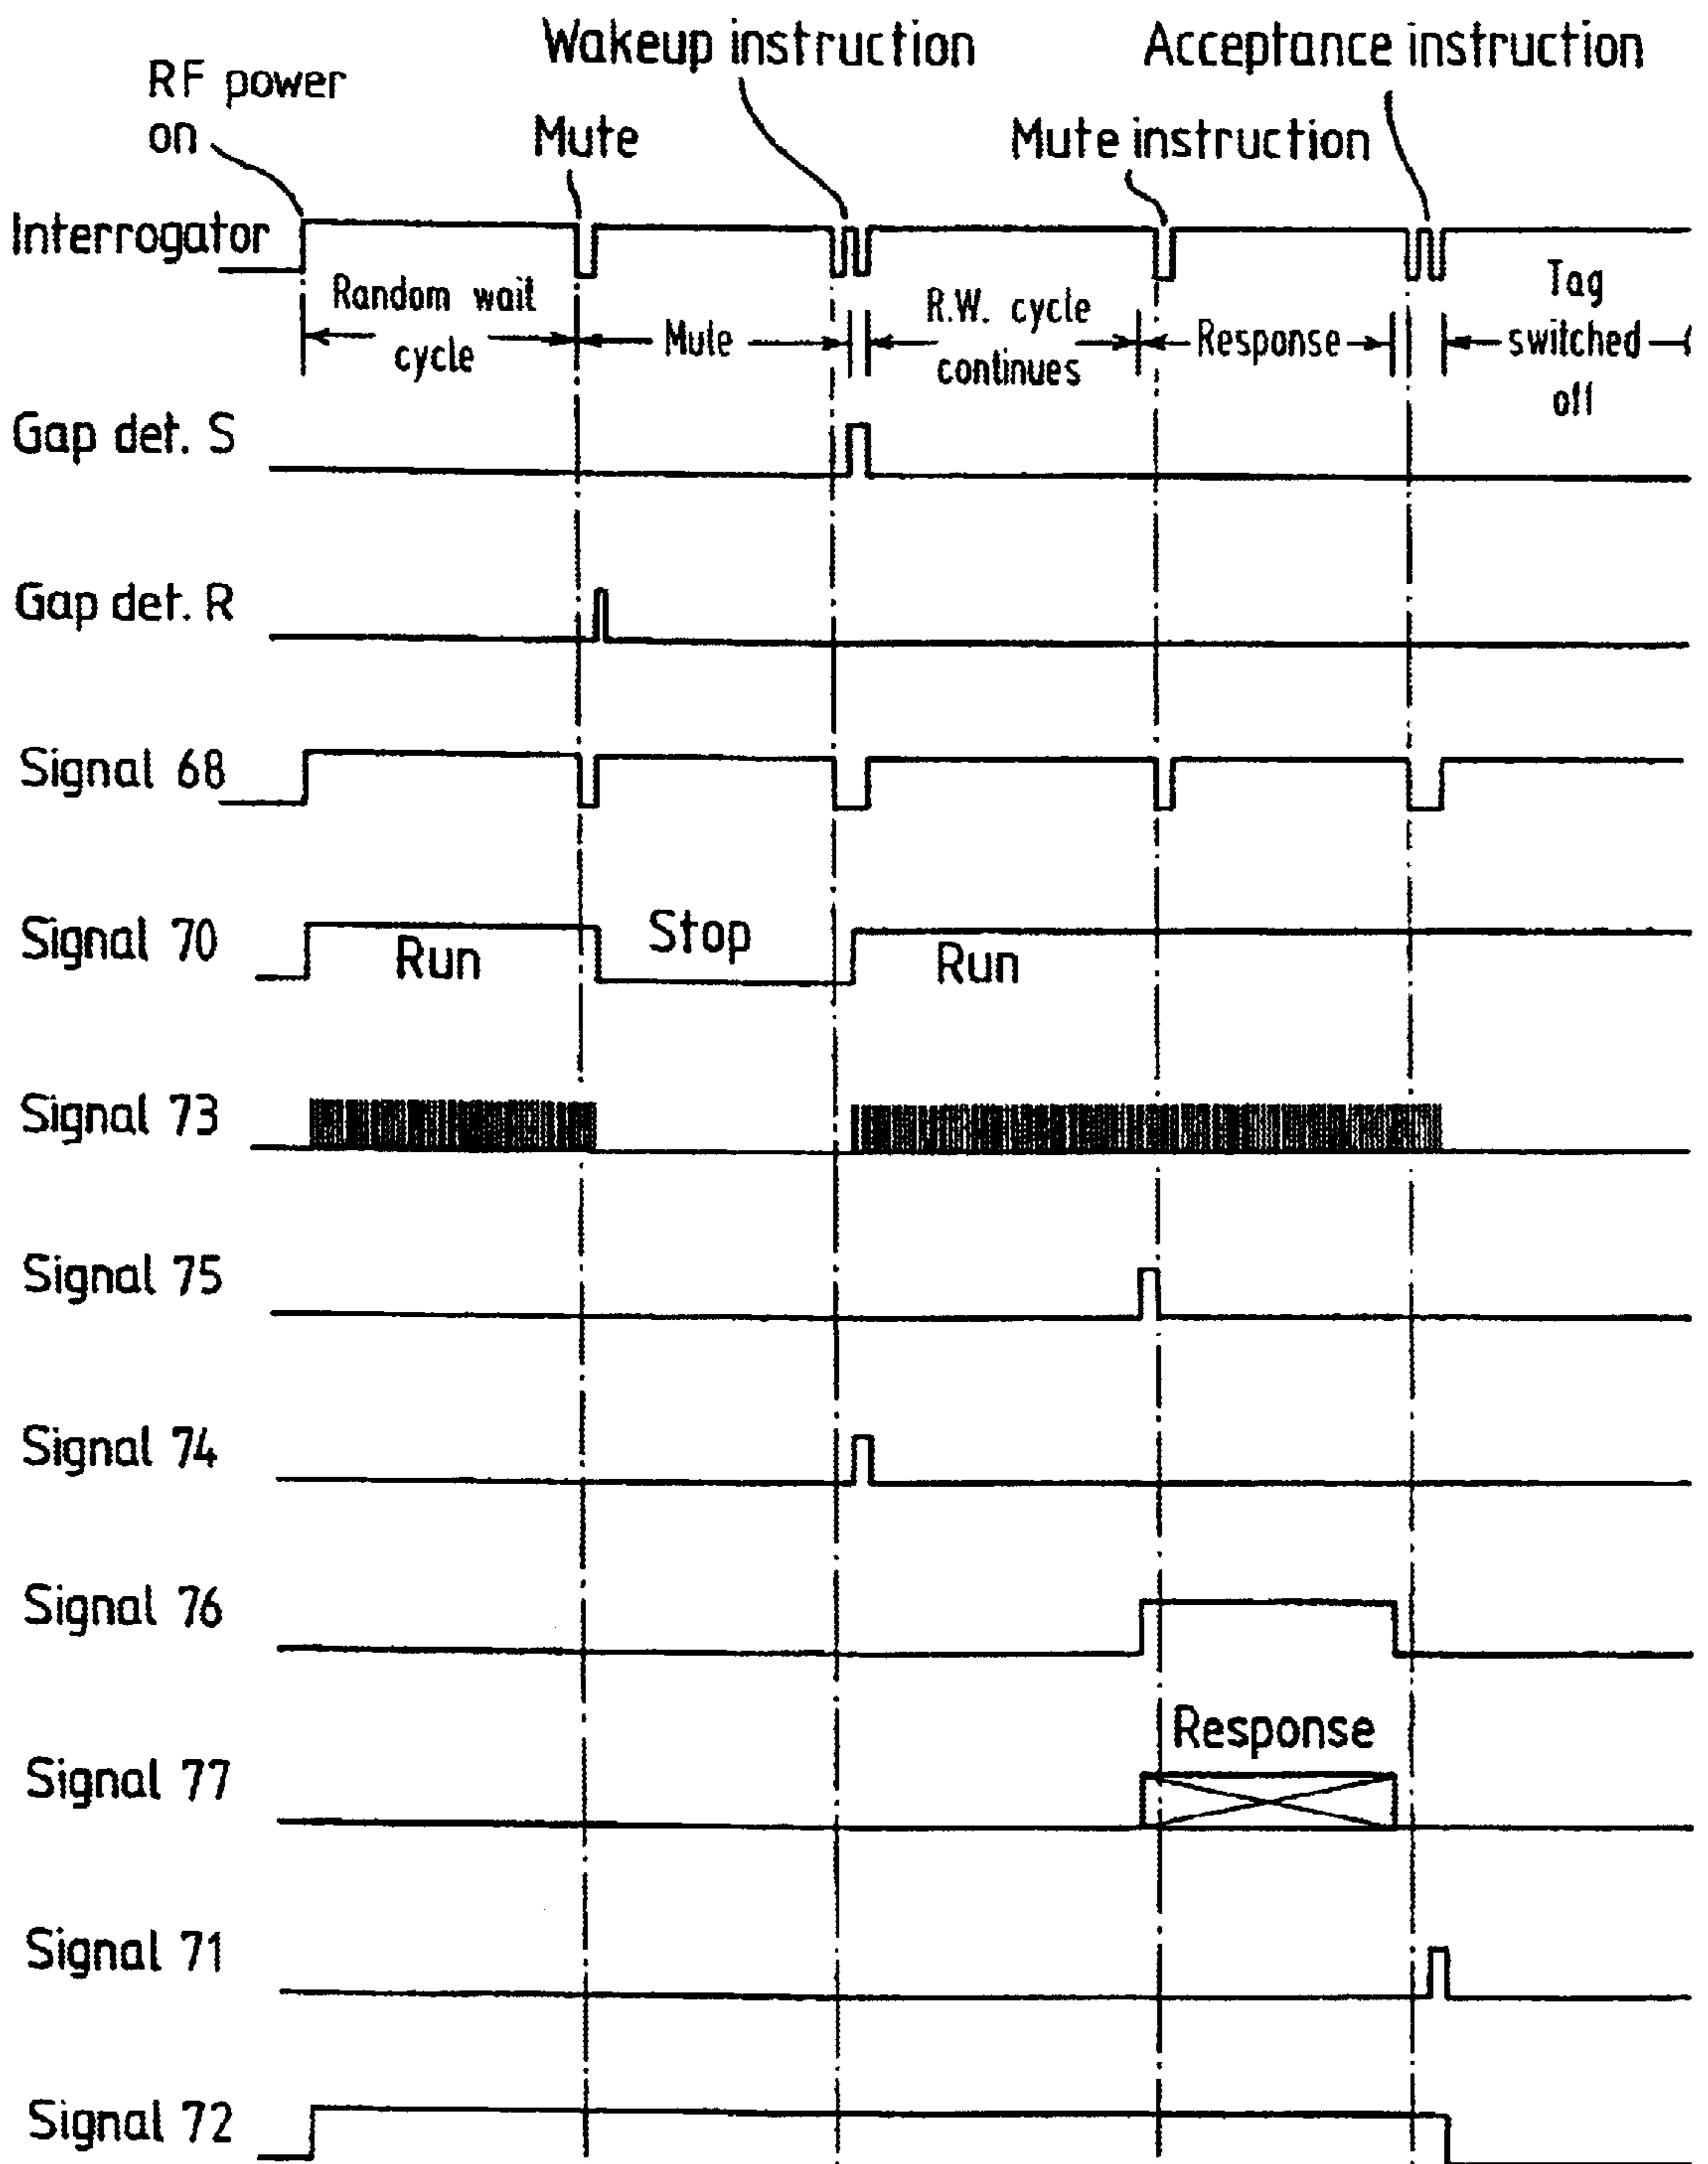 Wakeup instruction
Acceptance instruction
RF power
on
Mute
Mute instruction
Interrogator
Random wait
cycle
Mute
R.W. cycle
continues
Response
Tag
switched
off
Gap det. S
Gap det. R
Signal 68
Signal 70
Run
Stop
Run
Signal 73
Signal 75
Signal 74
Signal 76
Response
Signal 77
Signal 71
Signal 72